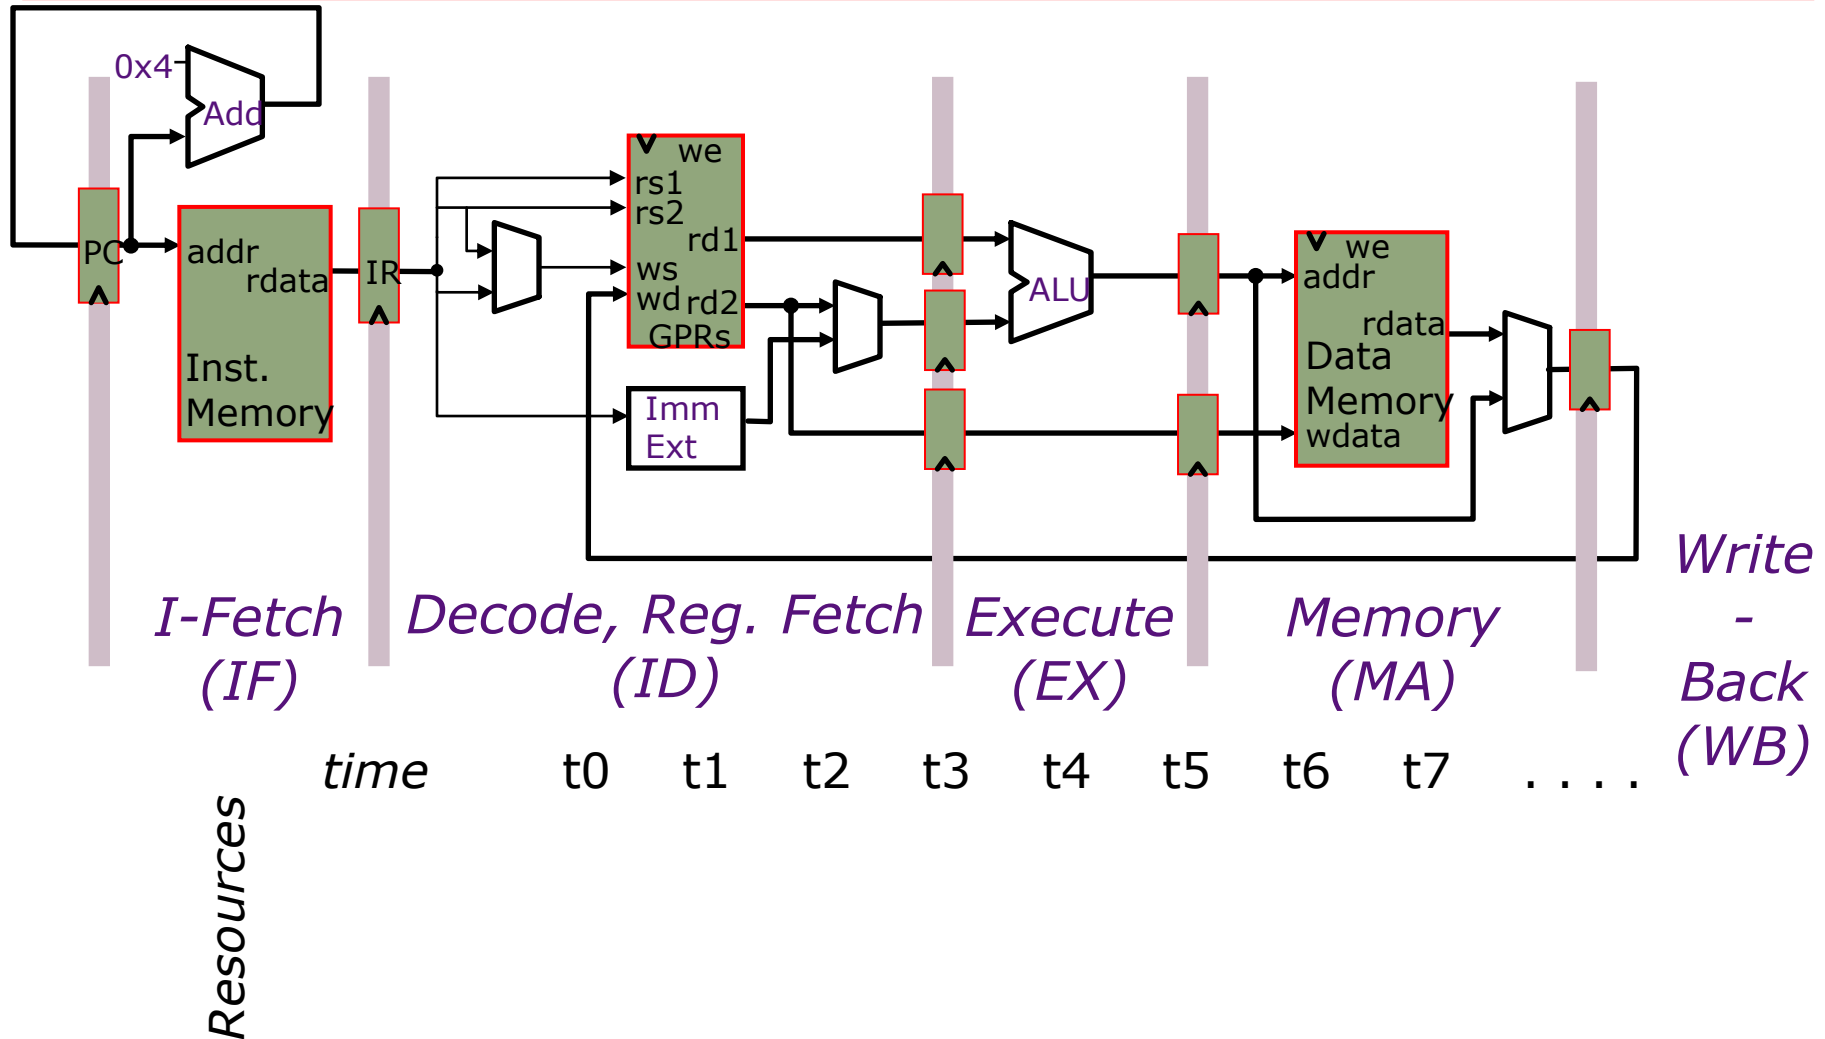 0x4
Add
PC
addr
rdata
Inst.
Memory
IR
we
rs1
rs2
rd1
ws
wd rd2
GPRs
Imm
Ext
ALU
we
addr
rdata
Data
Memory
wdata
I-Fetch
(IF)
Decode, Reg. Fetch
(ID)
Execute
(EX)
Memory
(MA)
Write
-
Back
(WB)
time t0 t1 t2 t3 t4 t5 t6 t7 . . . .
Resources